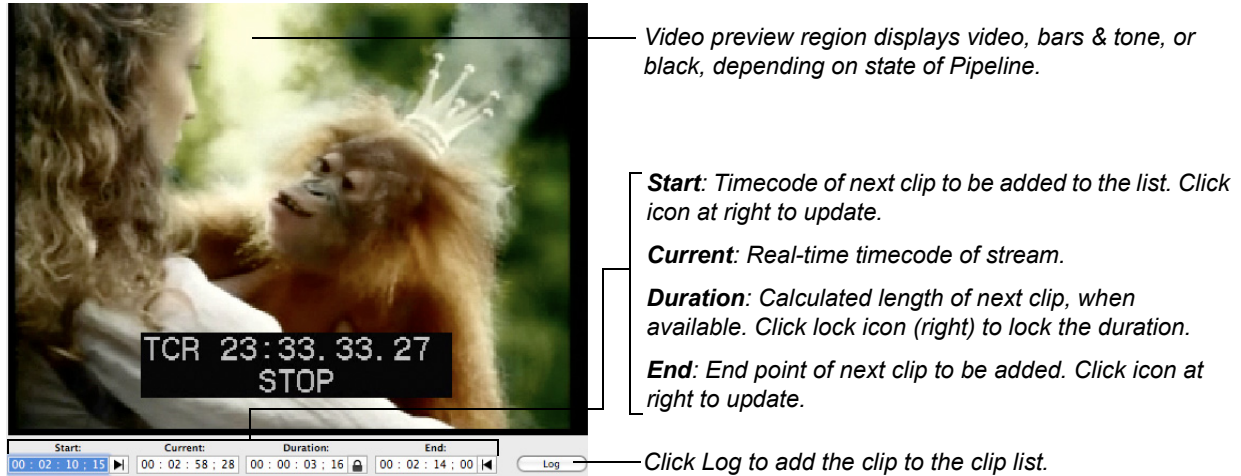 Video preview region displays video, bars & tone, or
black, depending on state of Pipeline.
Start: Timecode of next clip to be added to the list. Click
icon at right to update.
Current: Real-time timecode of stream.
Duration: Calculated length of next clip, when
available. Click lock icon (right) to lock the duration.
End: End point of next clip to be added. Click icon at
right to update.
TCR 23:33.33.27
STOP
Start: Current: Duration: End:
00 : 02 : 10 ; 15 00 : 02 : 58 ; 28 00 : 00 : 03 ; 16 00 : 02 : 14 ; 00 Log
Click Log to add the clip to the clip list.